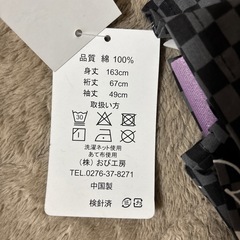 品質 綿 100%
身丈 163cm
裄丈 67cm
袖丈 49cm
取扱い方
30
洗濯ネット使用
あて布使用
(株)おび工房
TEL.0276-37-8271
中国製
検針済